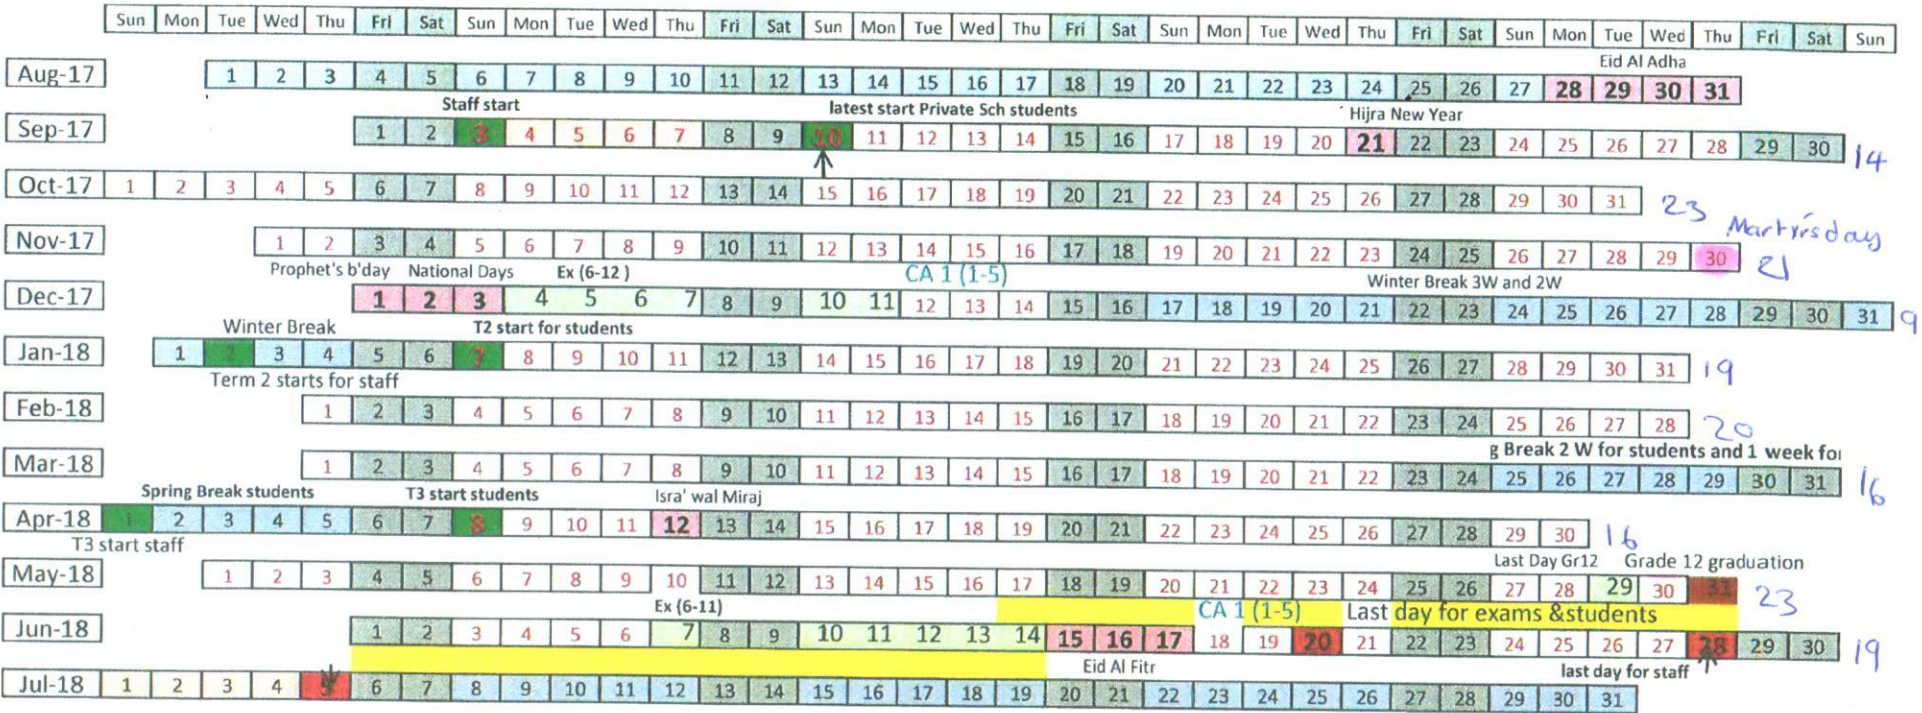 Sun Mon Tue Wed Thu Fri Sat Sun Mon Tue Wed Thu Fri Sat Sun Mon Tue Wed Thu Fri Sat Sun Mon Tue Wed Thu Fri Sat Sun Mon Tue Wed Thu Fri Sat Sun
Eid Al Adha
Aug-17 1 2 3 4 5 6 7 8 9 10 11 12 13 14 15 16 17 18 19 20 21 22 23 24 25 26 27 28 29 30 31
Staff start latest start Private Sch students Hijra New Year
Sep-17 1 2 3 4 5 6 7 8 9 10 11 12 13 14 15 16 17 18 19 20 21 22 23 24 25 26 27 28 29 30 14
Oct-17 1 2 3 4 5 6 7 8 9 10 11 12 13 14 15 16 17 18 19 20 21 22 23 24 25 26 27 28 29 30 31 23
Martyrs day
Nov-17 1 2 3 4 5 6 7 8 9 10 11 12 13 14 15 16 17 18 19 20 21 22 23 24 25 26 27 28 29 30 21
Prophet's b'day National Days Ex (6-12 ) CA 1 (1-5) Winter Break 3W and 2W
Dec-17 1 2 3 4 5 6 7 8 9 10 11 12 13 14 15 16 17 18 19 20 21 22 23 24 25 26 27 28 29 30 31 9
Winter Break T2 start for students
Jan-18 1 2 3 4 5 6 7 8 9 10 11 12 13 14 15 16 17 18 19 20 21 22 23 24 25 26 27 28 29 30 31 19
Term 2 starts for staff
Feb-18 1 2 3 4 5 6 7 8 9 10 11 12 13 14 15 16 17 18 19 20 21 22 23 24 25 26 27 28 20
g Break 2 W for students and 1 week for
Mar-18 1 2 3 4 5 6 7 8 9 10 11 12 13 14 15 16 17 18 19 20 21 22 23 24 25 26 27 28 29 30 31 16
Spring Break students T3 start students Isra' wal Miraj
Apr-18 1 2 3 4 5 6 7 8 9 10 11 12 13 14 15 16 17 18 19 20 21 22 23 24 25 26 27 28 29 30 16
T3 start staff Last Day Gr12 Grade 12 graduation
May-18 1 2 3 4 5 6 7 8 9 10 11 12 13 14 15 16 17 18 19 20 21 22 23 24 25 26 27 28 29 30 31 23
Ex (6-11) CA 1 (1-5) Last day for exams &students
Jun-18 1 2 3 4 5 6 7 8 9 10 11 12 13 14 15 16 17 18 19 20 21 22 23 24 25 26 27 28 29 30 19
Eid Al Fitr last day for staff
Jul-18 1 2 3 4 5 6 7 8 9 10 11 12 13 14 15 16 17 18 19 20 21 22 23 24 25 26 27 28 29 30 31